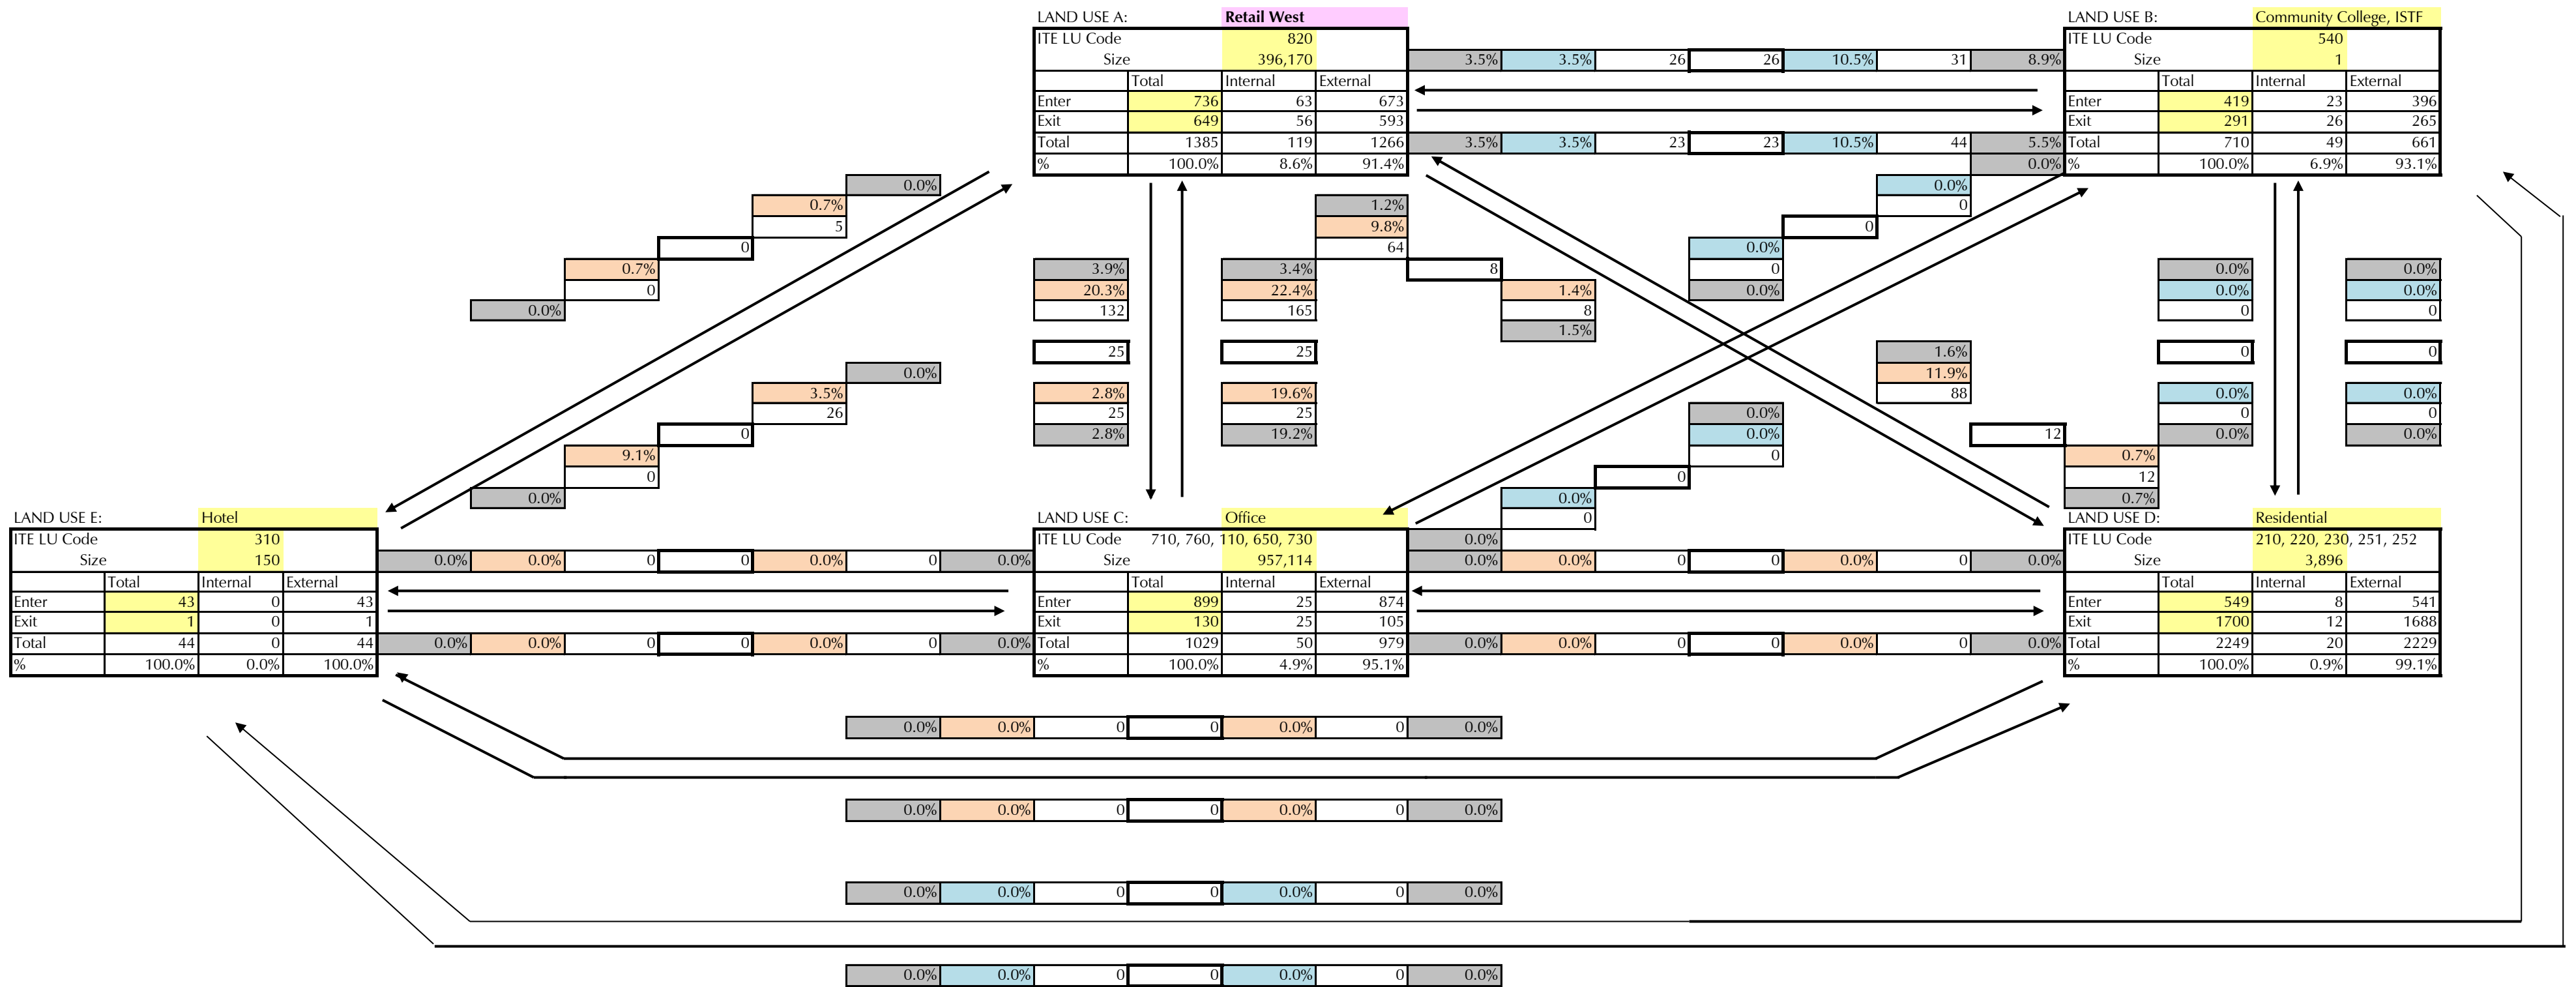 LAND USE A: Retail West LAND USE B: Community College, ISTF
ITE LU Code 820 ITE LU Code 540
Size 396,170 3.5% 3.5% 26 26 10.5% 31 8.9% Size 1
Total Internal External Total Internal External
Enter 736 63 673 Enter 419 23 396
Exit 649 56 593 Exit 291 26 265
Total 1385 119 1266 3.5% 3.5% 23 23 10.5% 44 5.5% Total 710 49 661
% 100.0% 8.6% 91.4% 0.0% % 100.0% 6.9% 93.1%
0.0% 0.0%
0.7% 1.2% 0
5 9.8% 0
0 64 0.0%
0.7% 3.9% 3.4% 8 0 0.0% 0.0%
0 20.3% 22.4% 1.4% 0.0% 0.0% 0.0%
0.0% 132 165 8 0 0
1.5%
25 25 1.6% 0 0
0.0% 11.9%
3.5% 2.8% 19.6% 88 0.0% 0.0%
26 25 25 0.0% 0 0
0 2.8% 19.2% 0.0% 12 0.0% 0.0%
9.1% 0 0.7%
0 0 12
0.0% 0.0% 0.7%
LAND USE E: Hotel LAND USE C: Office 0 LAND USE D: Residential
ITE LU Code 310 ITE LU Code 710, 760, 110, 650, 730 0.0% ITE LU Code 210, 220, 230, 251, 252
Size 150 0.0% 0.0% 0 0 0.0% 0 0.0% Size 957,114 0.0% 0.0% 0 0 0.0% 0 0.0% Size 3,896
Total Internal External Total Internal External Total Internal External
Enter 43 0 43 Enter 899 25 874 Enter 549 8 541
Exit 1 0 1 Exit 130 25 105 Exit 1700 12 1688
Total 44 0 44 0.0% 0.0% 0 0 0.0% 0 0.0% Total 1029 50 979 0.0% 0.0% 0 0 0.0% 0 0.0% Total 2249 20 2229
% 100.0% 0.0% 100.0% % 100.0% 4.9% 95.1% % 100.0% 0.9% 99.1%
0.0% 0.0% 0 0 0.0% 0 0.0%
0.0% 0.0% 0 0 0.0% 0 0.0%
0.0% 0.0% 0 0 0.0% 0 0.0%
0.0% 0.0% 0 0 0.0% 0 0.0%